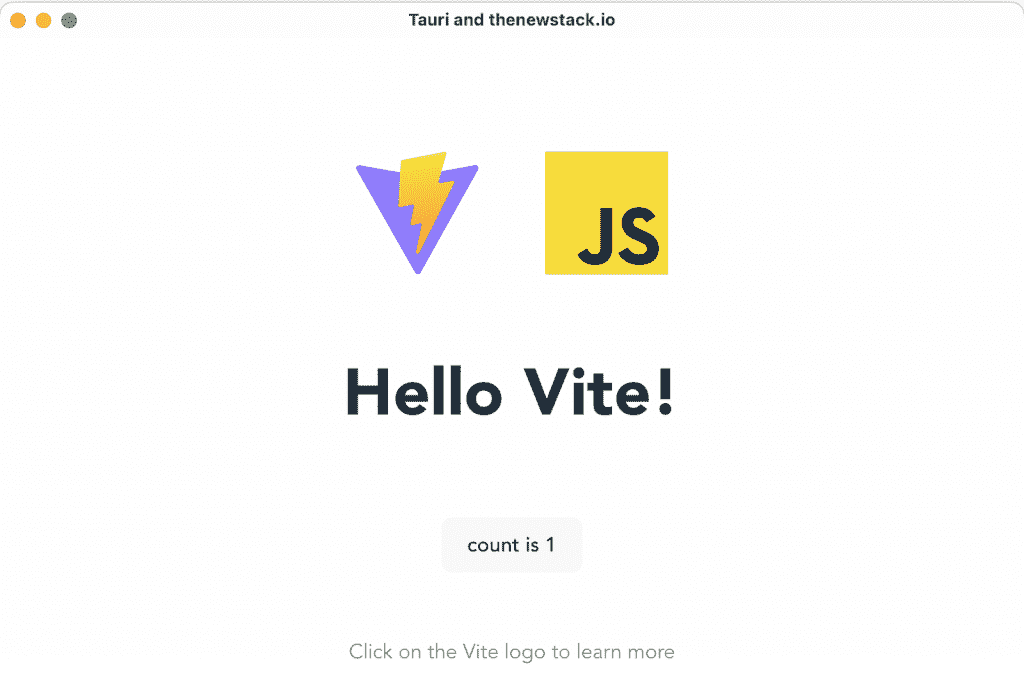 Tauri and thenewstack.io
JS
Hello Vite!
count is 1
Click on the Vite logo to learn more